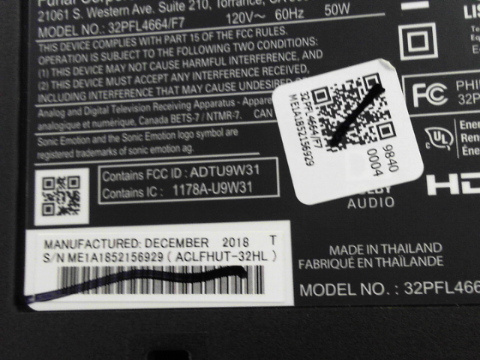 21061 S. Western Ave. Suite 210, Torrance,
MODEL NO.: 32PFL4664/F7 120V~ 60Hz 50W
THIS DEVICE COMPLIES WITH PART 15 OF THE FCC RULES.
OPERATION IS SUBJECT TO THE FOLLOWING TWO CONDITIONS:
(1) THIS DEVICE MAY NOT CAUSE HARMFUL INTERFERENCE, AND
(2) THIS DEVICE MUST ACCEPT ANY INTERFERENCE RECEIVED,
INCLUDING INTERFERENCE THAT MAY CAUSE
Analog and Digital Television Receiving Apparatus -
analogique et numérique, Canada BETS-7 / NTMR-7. CAN
Sonic Emotion and Sonic Emotion logo symbol are
registered trademarks of sonic emotion ag.
Contains FCC ID : ADTU9W31
Contains IC : 1178A-U9W31
MANUFACTURED: DECEMBER 2018 T
S/N ME1A1852156929 ( ACLFHUT-32HL )
32PFL4664/F7
ME1A1852156929
9840
0004
AUDIO
FC
UL
MADE IN THAILAND
FABRIQUÉ EN THAÏLANDE
MODEL NO. : 32PFL466